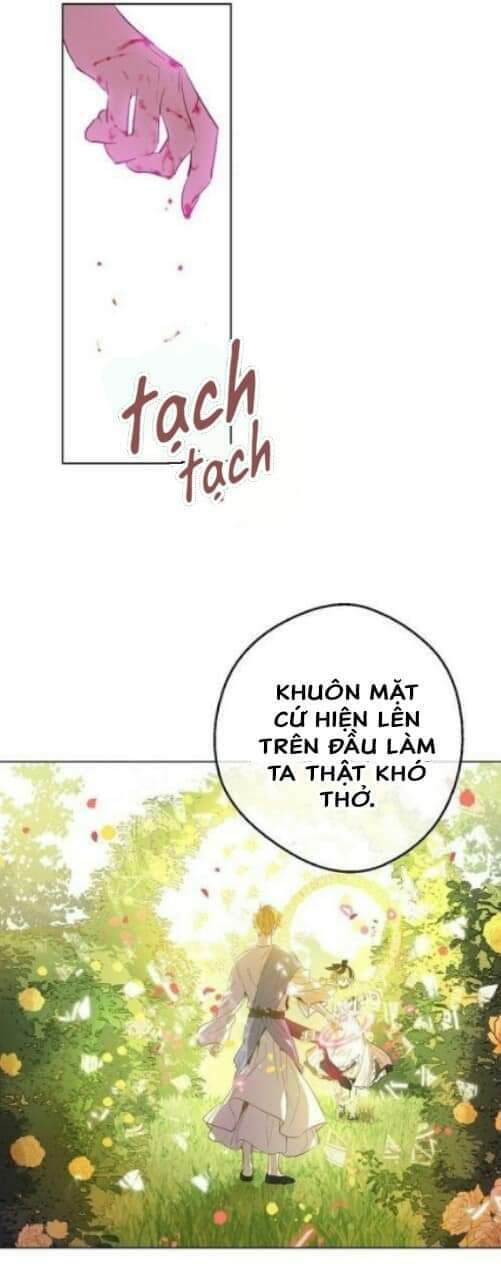 tạch
tạch
KHUÔN MẶT
CỨ HIỆN LÊN
TRÊN ĐẦU LÀM
TA THẬT KHÓ
THỞ.